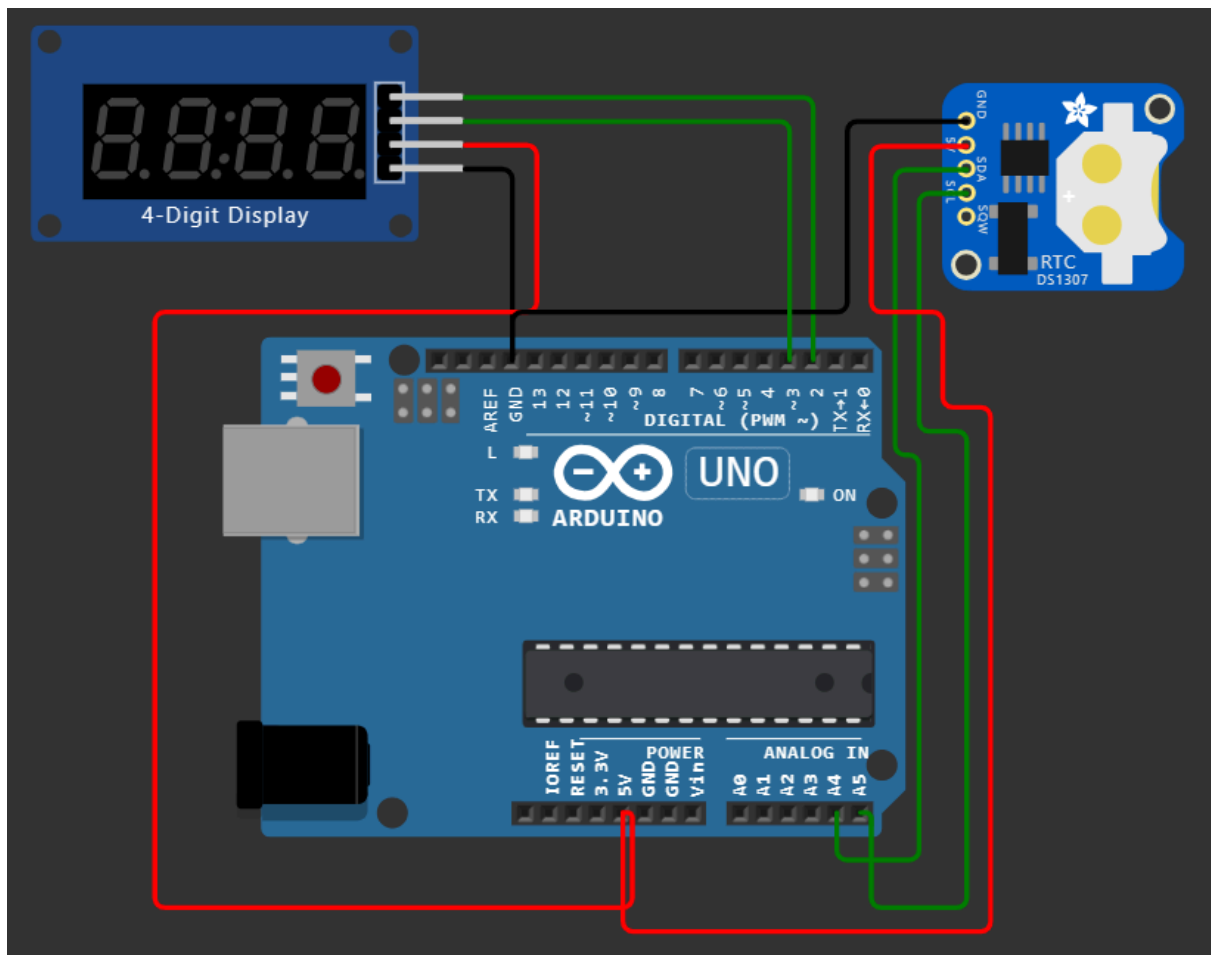 4-Digit Display
GND
SDA
SCL
SQW
RTC
DS1307
AREF
GND
13
12
~11
~10
~9
8
7
~6
~5
4
~3
2
TX→1
RX←0
DIGITAL (PWM ~)
L
TX
RX
UNO
ON
ARDUINO
POWER
ANALOG IN
IOREF
RESET
3.3V
5V
GND
GND
Vin
A0
A1
A2
A3
A4
A5